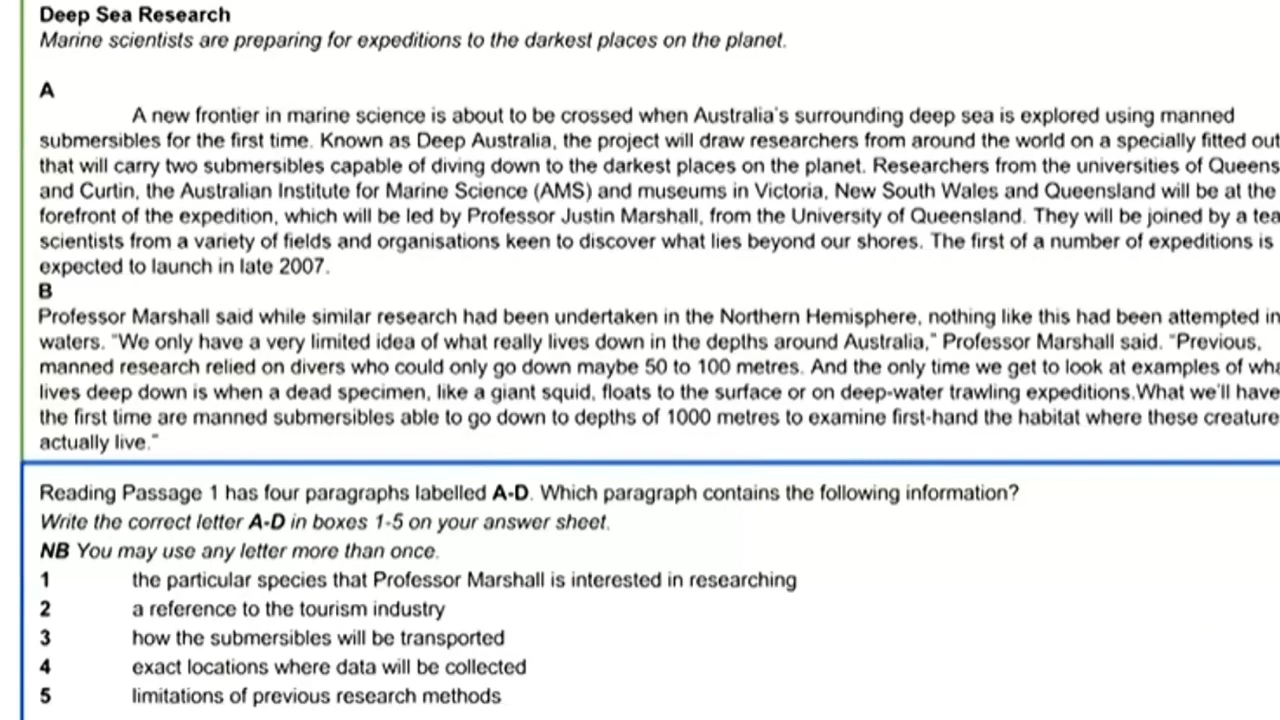 Deep Sea Research
Marine scientists are preparing for expeditions to the darkest places on the planet.
A
A new frontier in marine science is about to be crossed when Australia's surrounding deep sea is explored using manned
submersibles for the first time. Known as Deep Australia, the project will draw researchers from around the world on a specially fitted out
that will carry two submersibles capable of diving down to the darkest places on the planet. Researchers from the universities of Queens
and Curtin, the Australian Institute for Marine Science (AMS) and museums in Victoria, New South Wales and Queensland will be at the
forefront of the expedition, which will be led by Professor Justin Marshall, from the University of Queensland. They will be joined by a tea
scientists from a variety of fields and organisations keen to discover what lies beyond our shores. The first of a number of expeditions is
expected to launch in late 2007.
B
Professor Marshall said while similar research had been undertaken in the Northern Hemisphere, nothing like this had been attempted in
waters. "We only have a very limited idea of what really lives down in the depths around Australia," Professor Marshall said. "Previous,
manned research relied on divers who could only go down maybe 50 to 100 metres. And the only time we get to look at examples of wha
lives deep down is when a dead specimen, like a giant squid, floats to the surface or on deep-water trawling expeditions.What we'll have
the first time are manned submersibles able to go down to depths of 1000 metres to examine first-hand the habitat where these creature
actually live."
Reading Passage 1 has four paragraphs labelled A-D. Which paragraph contains the following information?
Write the correct letter A-D in boxes 1-5 on your answer sheet.
NB You may use any letter more than once.
1 the particular species that Professor Marshall is interested in researching
2 a reference to the tourism industry
3 how the submersibles will be transported
4 exact locations where data will be collected
5 limitations of previous research methods